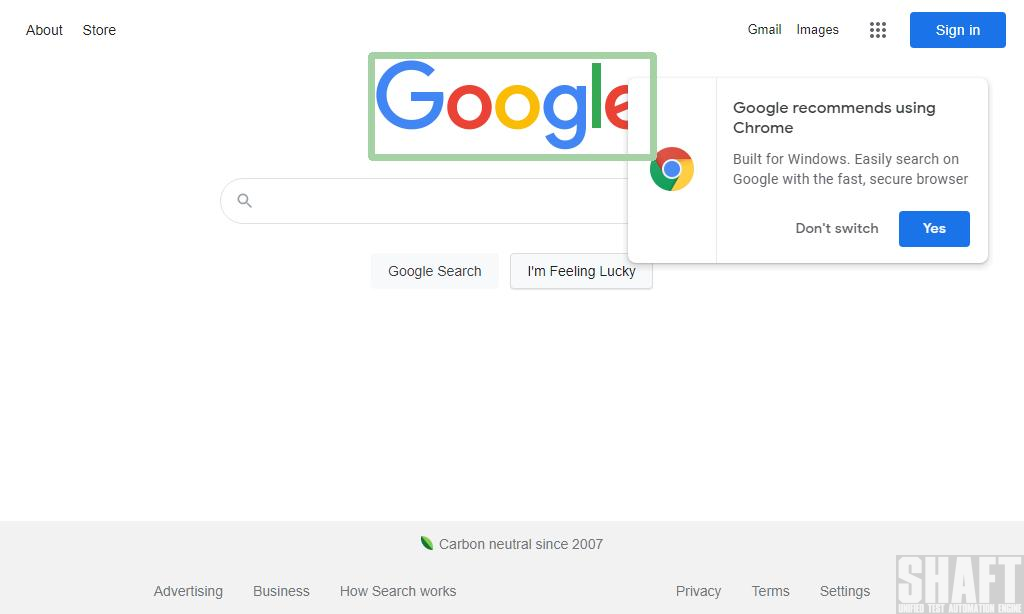 About Store Gmail Images Sign in
Google
Google recommends using
Chrome
Built for Windows. Easily search on
Google with the fast, secure browser
Don't switch Yes
Google Search I'm Feeling Lucky
Carbon neutral since 2007
Advertising Business How Search works Privacy Terms Settings
SHAFT
UNIFIED TEST AUTOMATION ENGINE